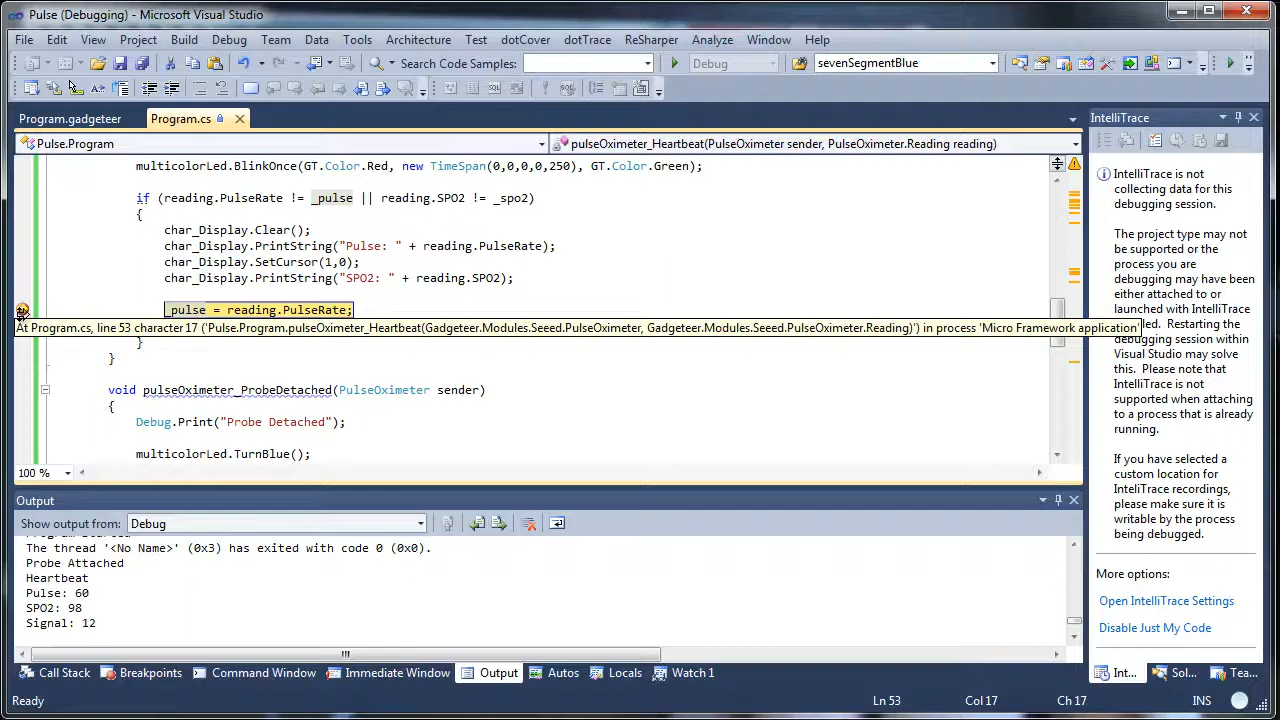 Pulse (Debugging) - Microsoft Visual Studio
File Edit View Project Build Debug Team Data Tools Architecture Test dotCover dotTrace ReSharper Analyze Window Help
Search Code Samples: Debug sevenSegmentBlue
Program.gadgeteer Program.cs
Pulse.Program pulseOximeter_Heartbeat(PulseOximeter sender, PulseOximeter.Reading reading)
multicolorLed.BlinkOnce(GT.Color.Red, new TimeSpan(0,0,0,0,250), GT.Color.Green);
if (reading.PulseRate != _pulse || reading.SPO2 != _spo2)
{
char_Display.Clear();
char_Display.PrintString("Pulse: " + reading.PulseRate);
char_Display.SetCursor(1,0);
char_Display.PrintString("SPO2: " + reading.SPO2);
_pulse = reading.PulseRate;
At Program.cs, line 53 character 17 ('Pulse.Program.pulseOximeter_Heartbeat(Gadgeteer.Modules.Seeed.PulseOximeter, Gadgeteer.Modules.Seeed.PulseOximeter.Reading)') in process 'Micro Framework application'
}
}
void pulseOximeter_ProbeDetached(PulseOximeter sender)
{
Debug.Print("Probe Detached");
multicolorLed.TurnBlue();
100 %
IntelliTrace
IntelliTrace is not
collecting data for this
debugging session.
The project type may not
be supported or the
process you are
debugging may have been
either attached to or
launched with IntelliTrace
led. Restarting the
debugging session within
Visual Studio may solve
this. Please note that
IntelliTrace is not
supported when attaching
to a process that is already
running.
If you have selected a
custom location for
InteliTrace recordings,
please make sure it is
writable by the process
being debugged.
More options:
Open IntelliTrace Settings
Disable Just My Code
Output
Show output from: Debug
The thread '<No Name>' (0x3) has exited with code 0 (0x0).
Probe Attached
Heartbeat
Pulse: 60
SPO2: 98
Signal: 12
Call Stack Breakpoints Command Window Immediate Window Output Autos Locals Watch 1
Int... Sol... Tea...
Ready Ln 53 Col 17 Ch 17 INS